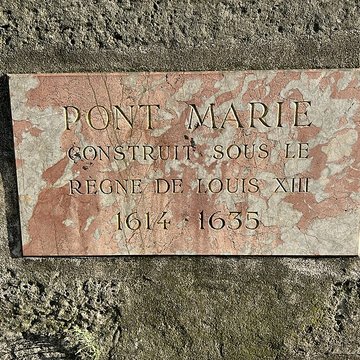 PONT MARIE
CONSTRUIT SOUS LE
REGNE DE LOUIS XIII
1614 - 1635